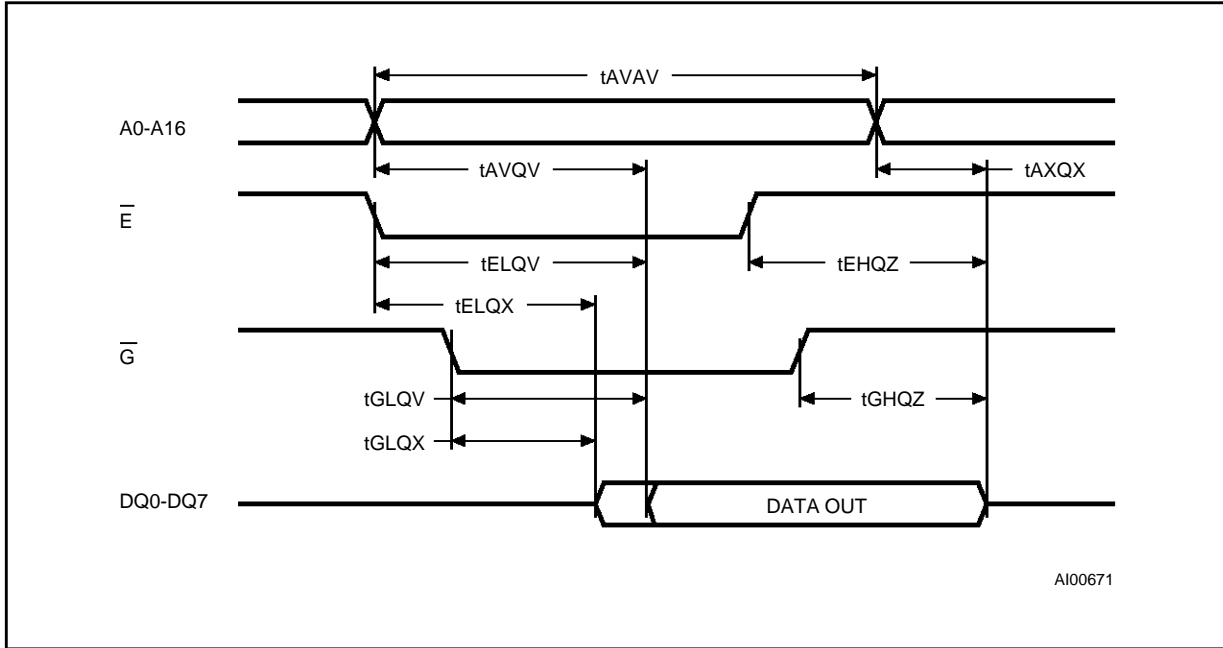 tAVAV
A0-A16
tAVQV
tAXQX
E
tELQV
tEHQZ
tELQX
G
tGLQV
tGHQZ
tGLQX
DQ0-DQ7
DATA OUT
AI00671